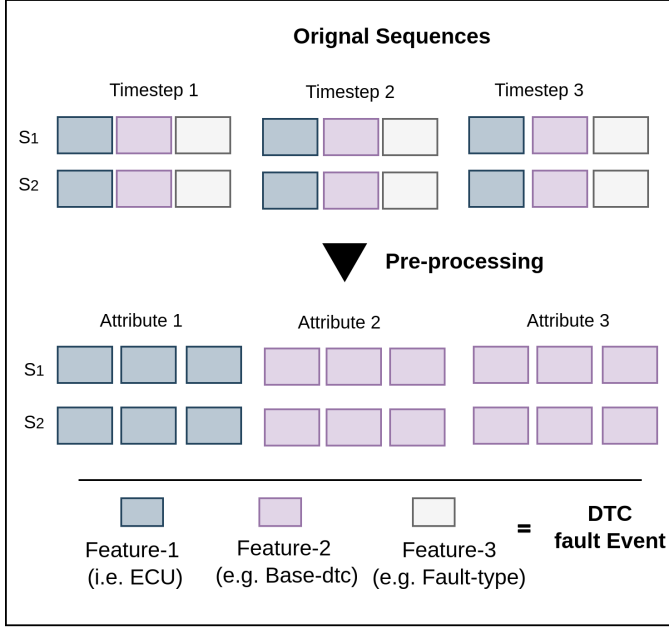 Orignal Sequences
Timestep 1 Timestep 2 Timestep 3
S1
S2
Pre-processing
Attribute 1 Attribute 2 Attribute 3
S1
S2
Feature-1 Feature-2 Feature-3 = DTC
(i.e. ECU) (e.g. Base-dtc) (e.g. Fault-type) fault Event